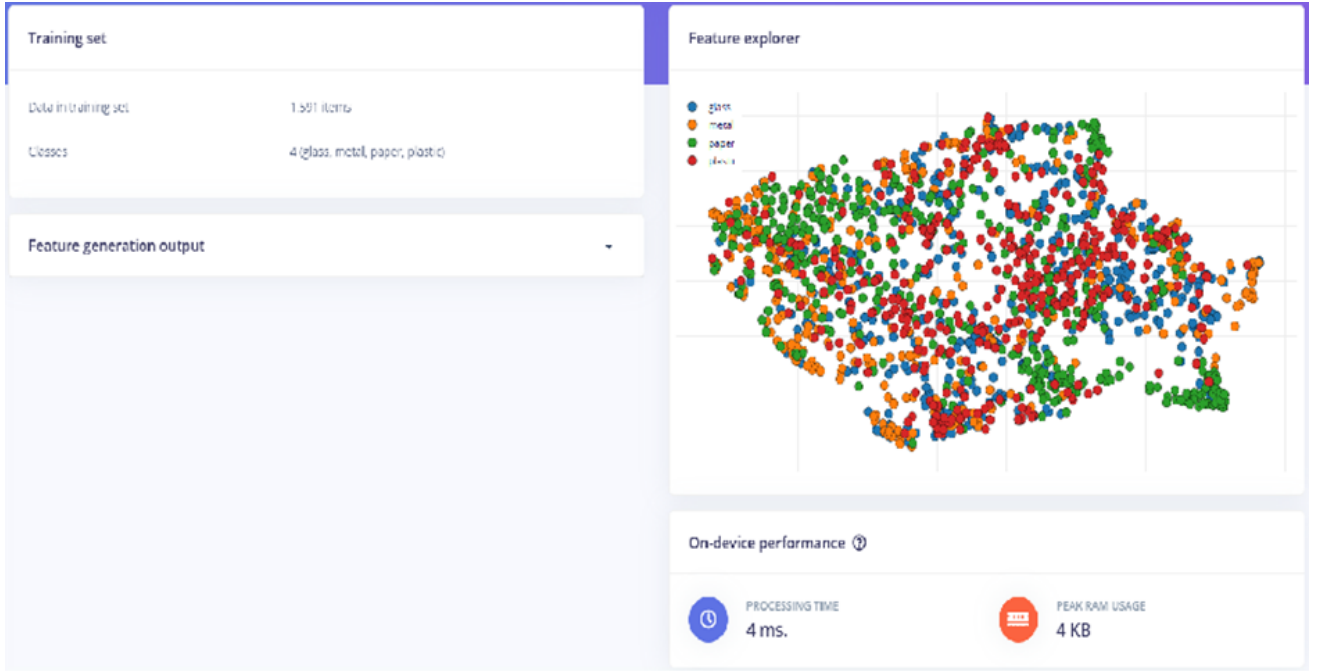 Training set
Data in training set 1,591 items
Classes 4 (glass, metal, paper, plastic)
Feature generation output
Feature explorer
glass
metal
paper
plastic
On-device performance
PROCESSING TIME
4 ms.
PEAK RAM USAGE
4 KB